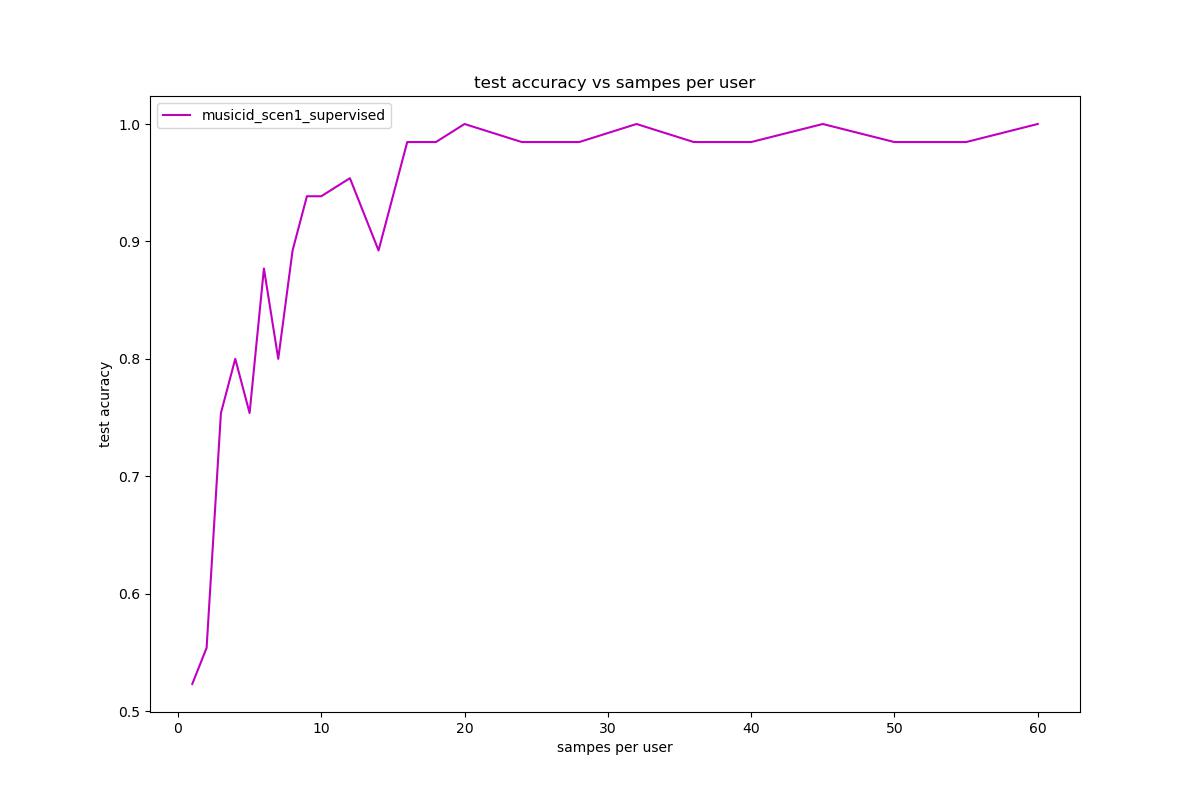 test accuracy vs sampes per user
musicid_scen1_supervised
1.0
0.9
0.8
0.7
0.6
0.5
test acuracy
0 10 20 30 40 50 60
sampes per user